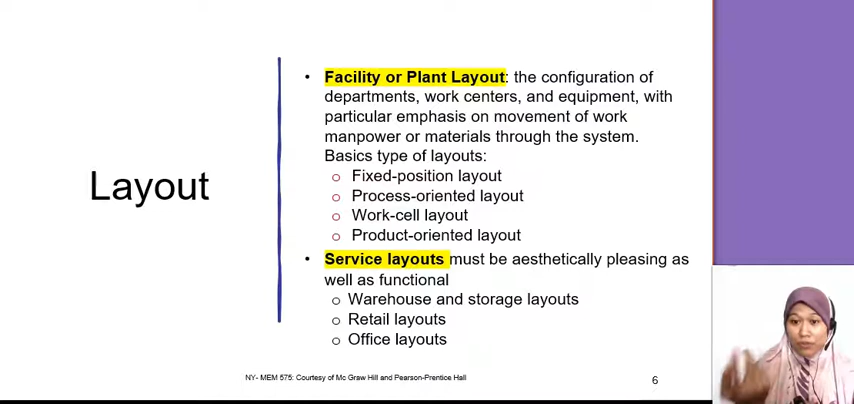 Layout
• Facility or Plant Layout: the configuration of
departments, work centers, and equipment, with
particular emphasis on movement of work
manpower or materials through the system.
Basics type of layouts:
o Fixed-position layout
o Process-oriented layout
o Work-cell layout
o Product-oriented layout
• Service layouts must be aesthetically pleasing as
well as functional
o Warehouse and storage layouts
o Retail layouts
o Office layouts
NY- MEM 575: Courtesy of Mc Graw Hill and Pearson-Prentice Hall
6